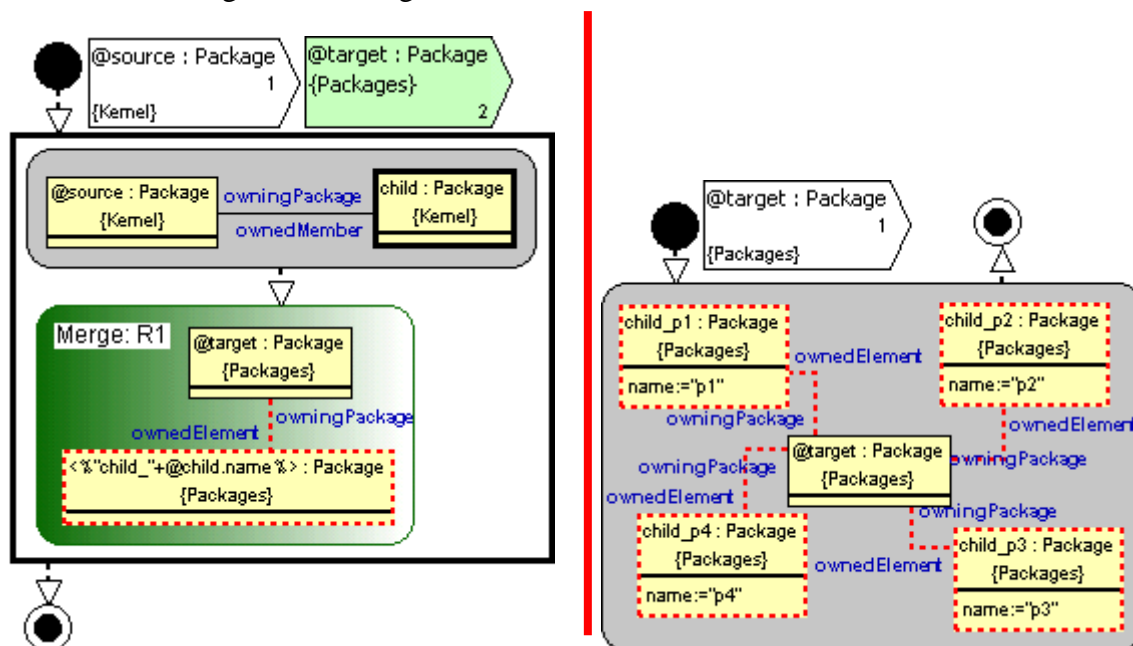 @source : Package
1
{Kernel}
@target : Package
{Packages}
2
@source : Package
{Kernel}
owningPackage
ownedMember
child : Package
{Kernel}
Merge: R1
@target : Package
{Packages}
owningPackage
ownedElement
<%"child_"+@child.name%> : Package
{Packages}
@target : Package
1
{Packages}
child_p1 : Package
{Packages}
name:="p1"
ownedElement
owningPackage
child_p2 : Package
{Packages}
name:="p2"
ownedElement
owningPackage
@target : Package
{Packages}
owningPackage
ownedElement
child_p4 : Package
{Packages}
name:="p4"
owningPackage
ownedElement
child_p3 : Package
{Packages}
name:="p3"